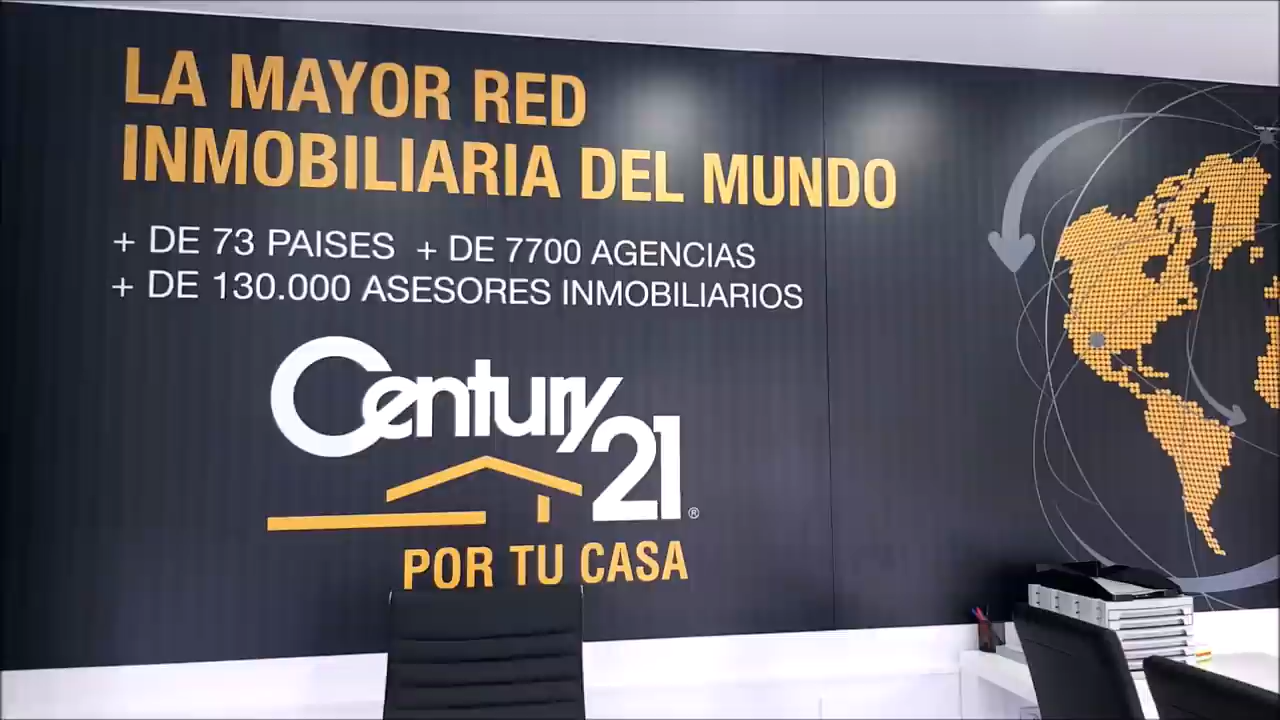 LA MAYOR RED
INMOBILIARIA DEL MUNDO
+ DE 73 PAISES + DE 7700 AGENCIAS
+ DE 130.000 ASESORES INMOBILIARIOS
Century
21®
POR TU CASA